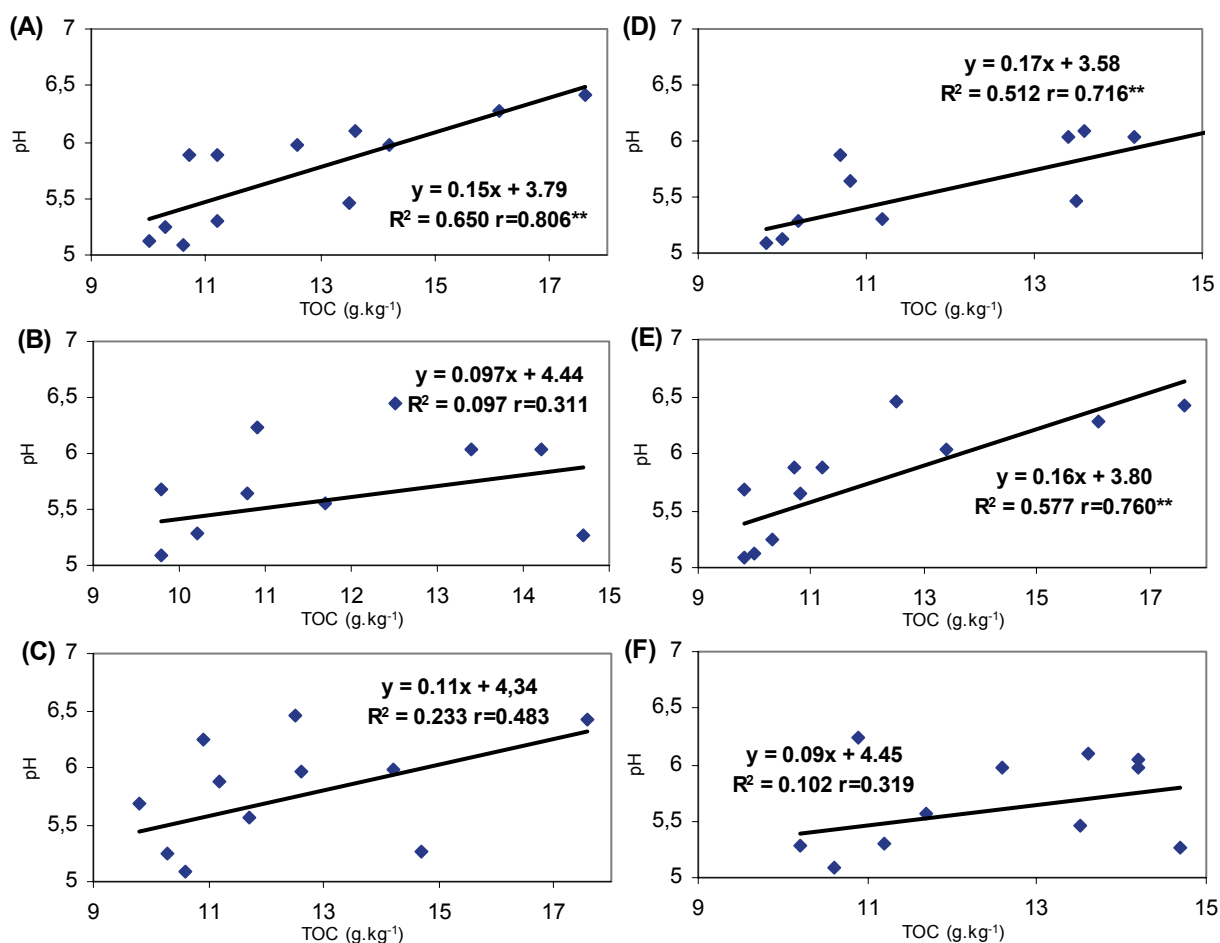 (A)
7
6,5
6
5,5
5
pH
y = 0.15x + 3.79
R² = 0.650 r=0.806**
9 11 13 15 17
TOC (g.kg⁻¹)
(D)
7
6,5
6
5,5
5
pH
y = 0.17x + 3.58
R² = 0.512 r= 0.716**
9 11 13 15
TOC (g.kg⁻¹)
(B)
7
6,5
6
5,5
5
pH
y = 0.097x + 4.44
R² = 0.097 r=0.311
9 10 11 12 13 14 15
TOC (g.kg⁻¹)
(E)
7
6,5
6
5,5
5
pH
y = 0.16x + 3.80
R² = 0.577 r=0.760**
9 11 13 15 17
TOC (g.kg⁻¹)
(C)
7
6,5
6
5,5
5
pH
y = 0.11x + 4,34
R² = 0.233 r=0.483
9 11 13 15 17
TOC (g.kg⁻¹)
(F)
7
6,5
6
5,5
5
pH
y = 0.09x + 4.45
R² = 0.102 r=0.319
9 11 13 15
TOC (g.kg⁻¹)